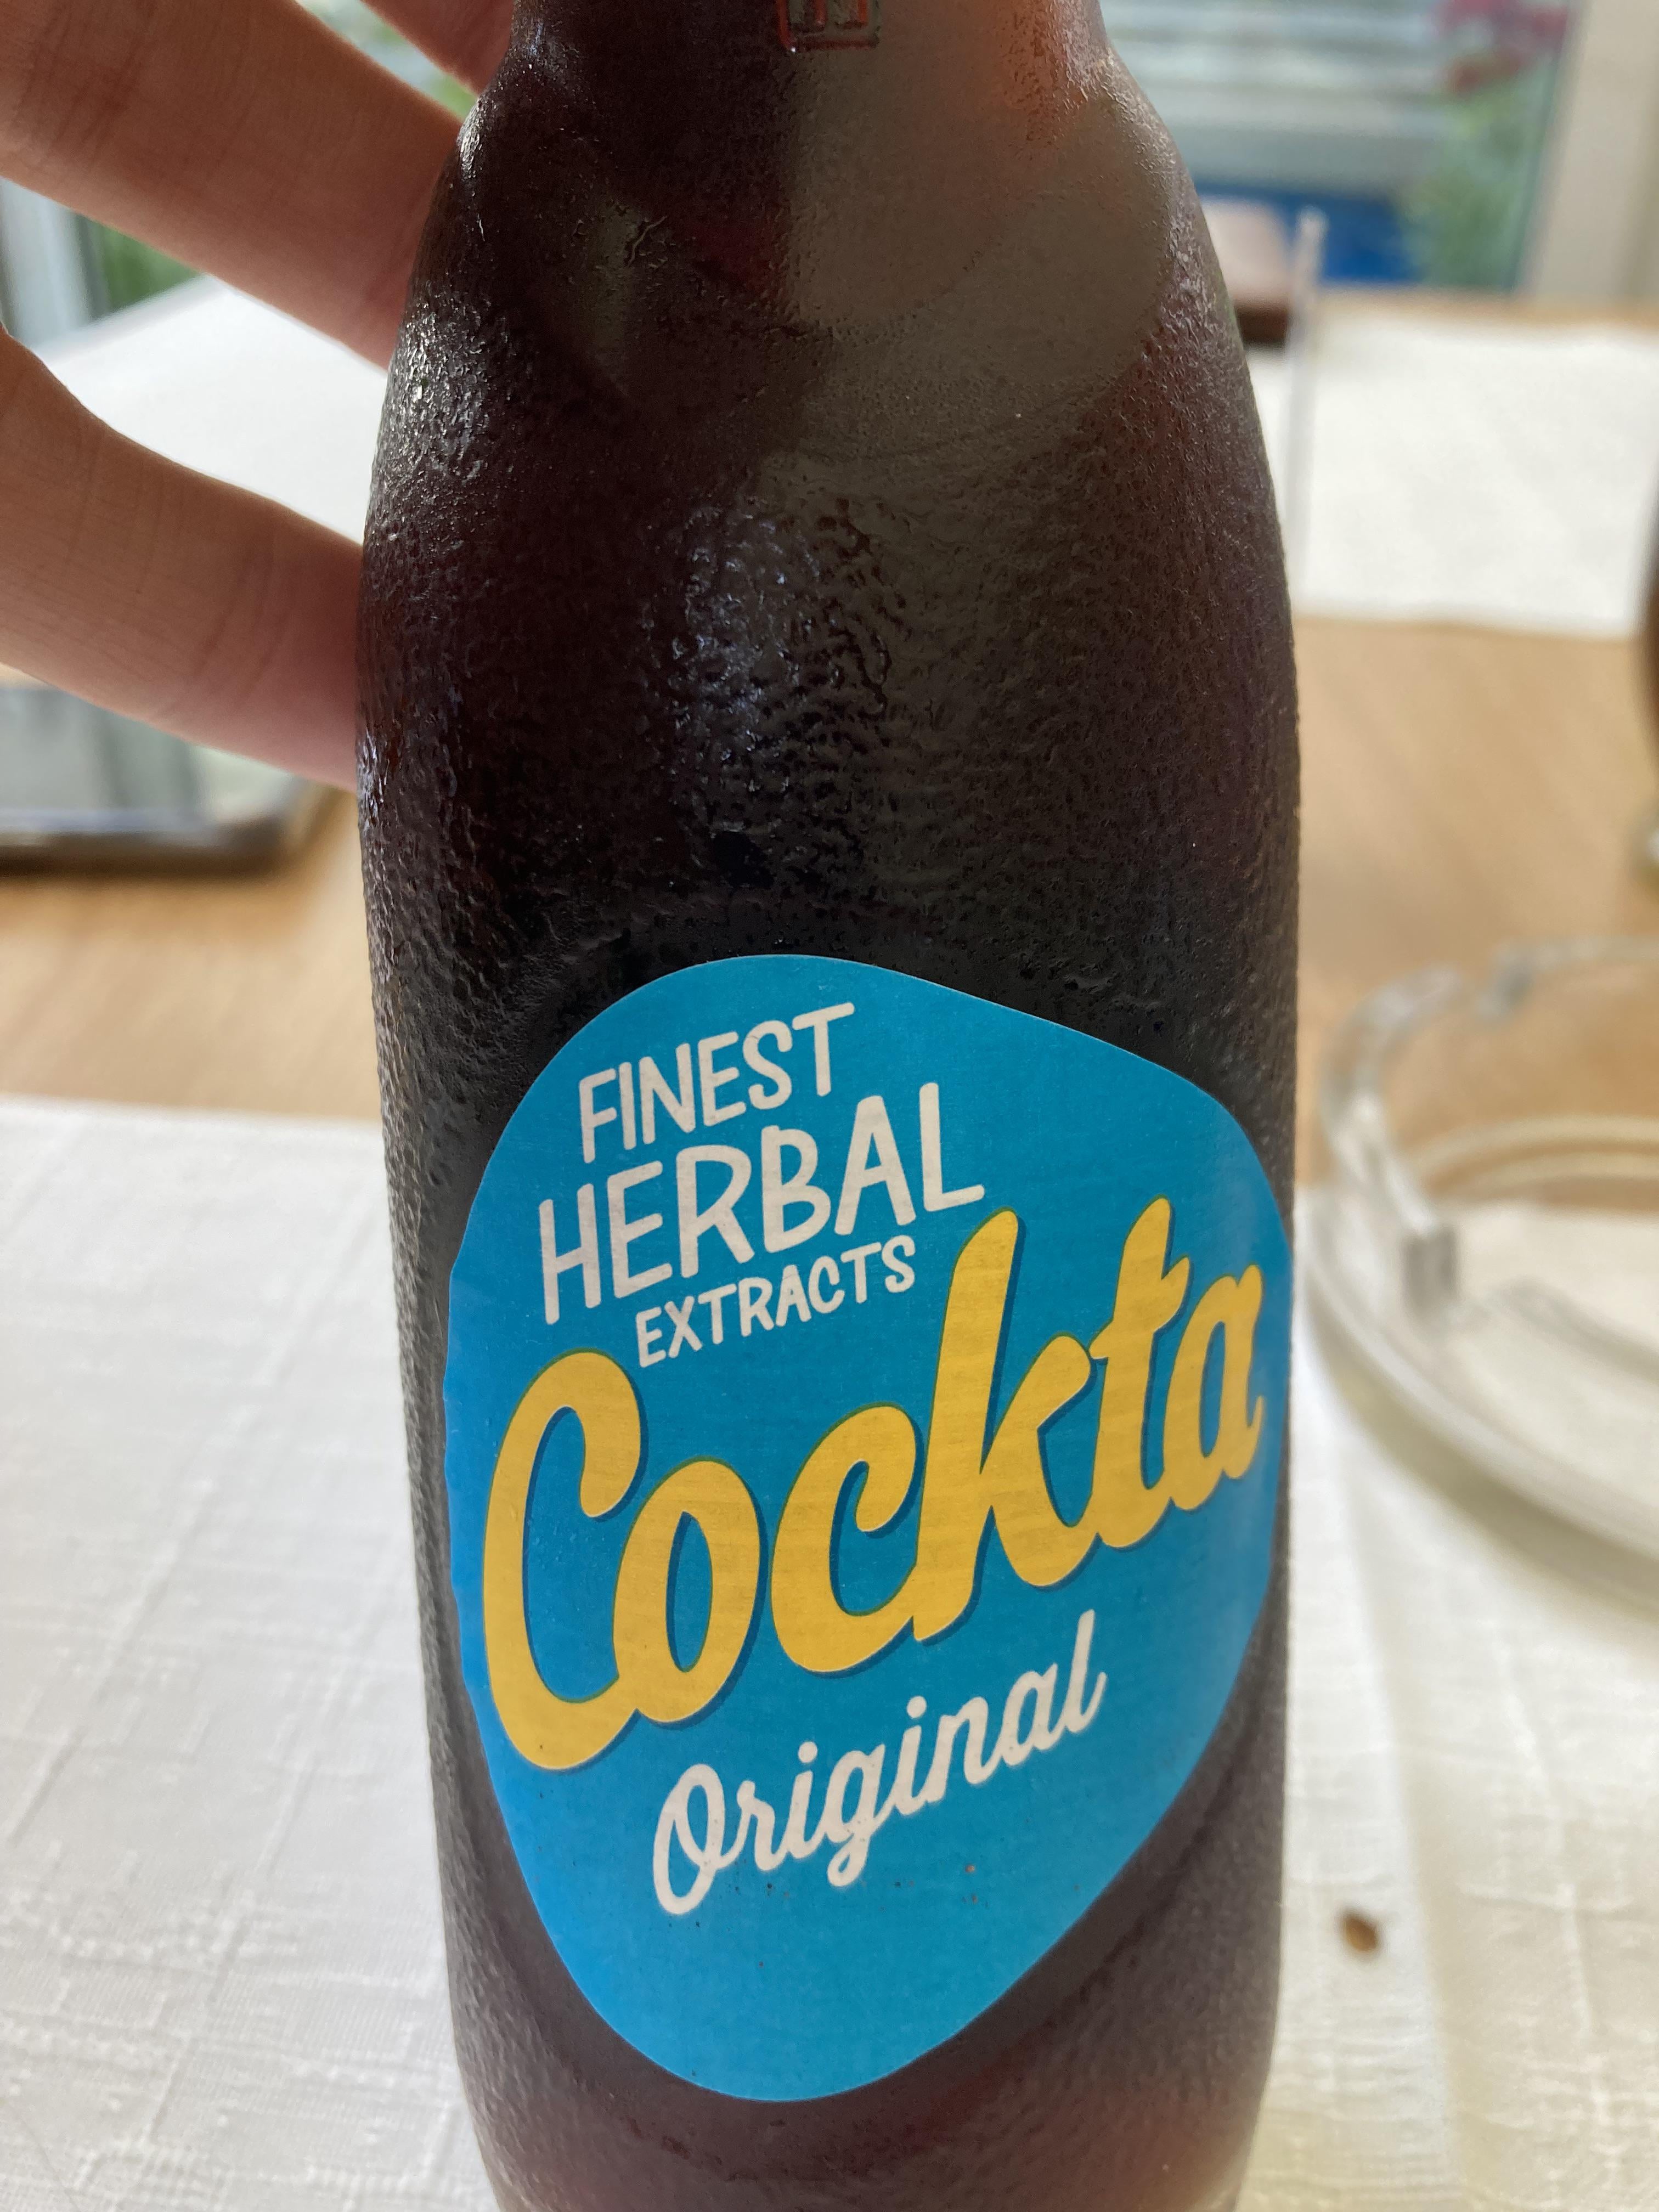 FINEST
HERBAL
EXTRACTS
Cockta
Original